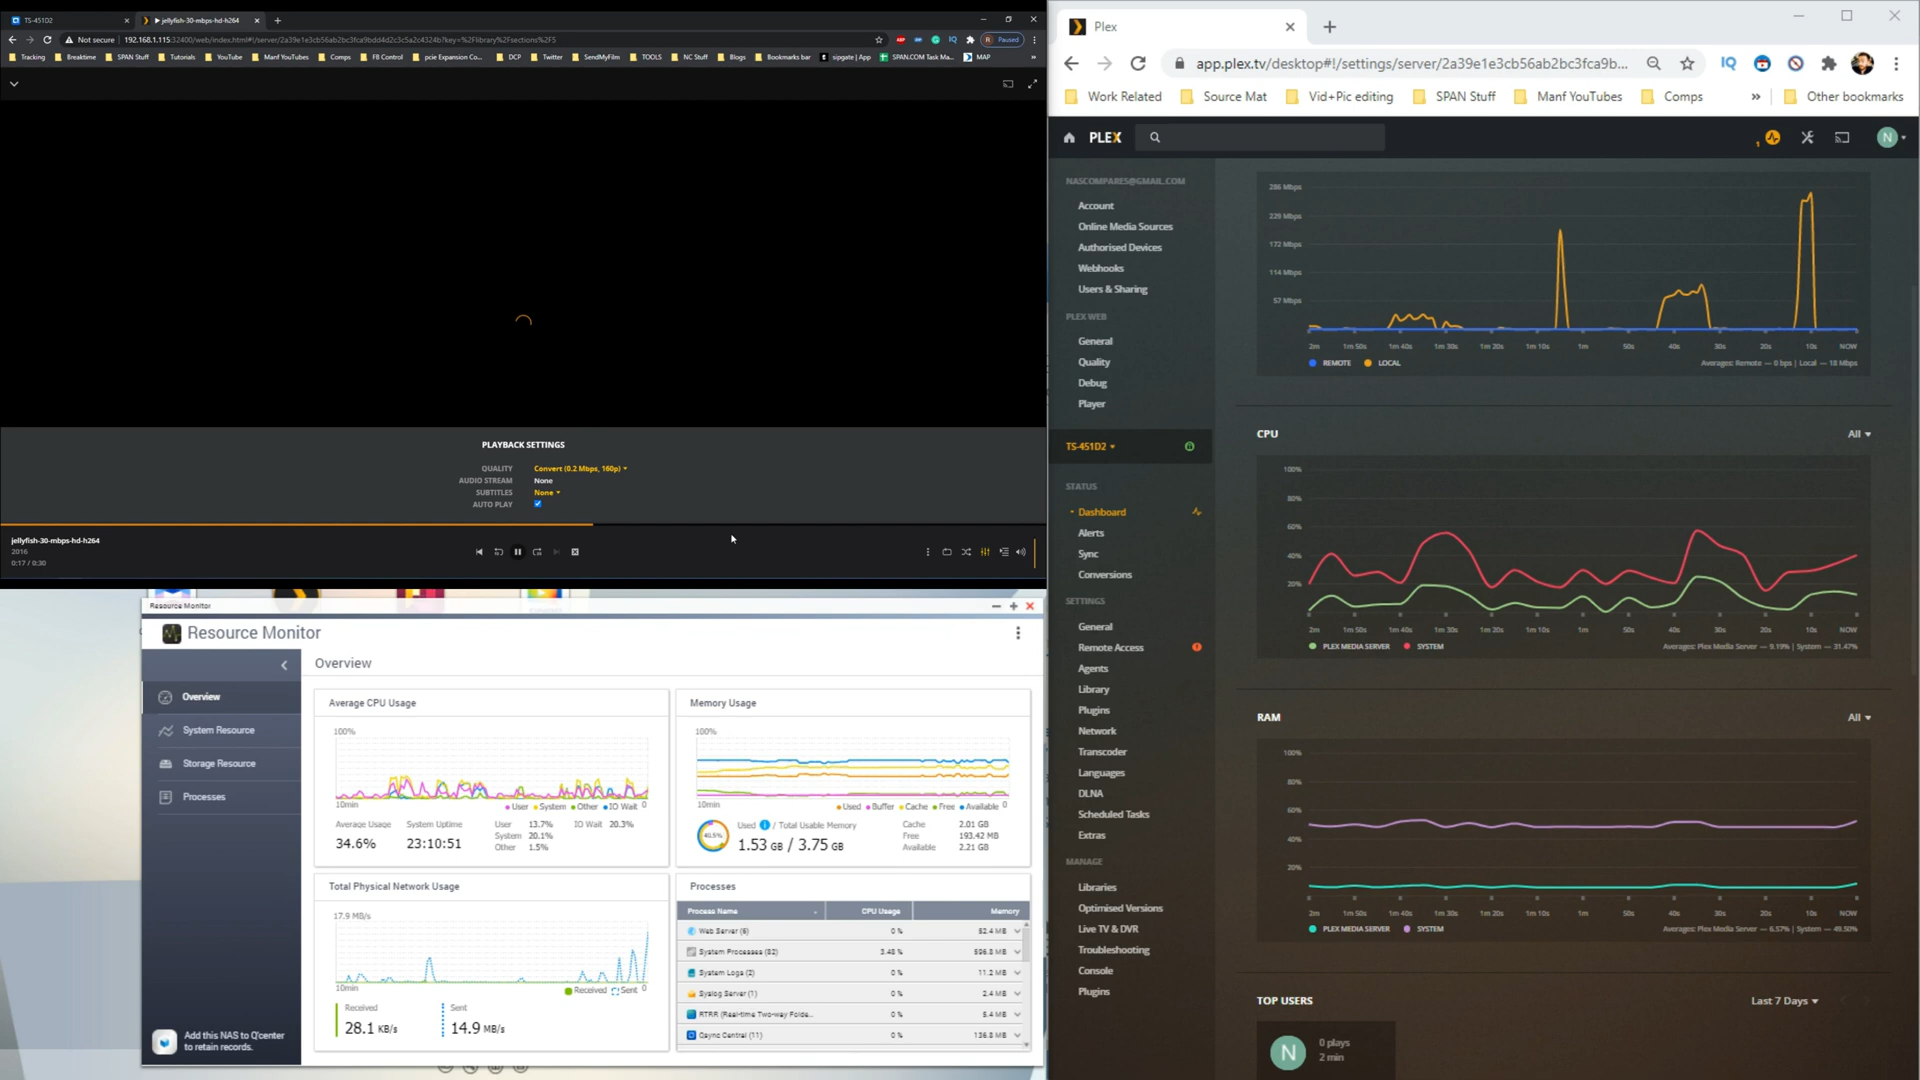 TS-451D2
jellyfish-30-mbps-hd-h264
Not secure
192.168.1.115:32400/web/index.html#!/server/2a39e1e3cb56ab2bc3fca9bdd4d2c3c5a2c4324b?key=%2Flibrary%2Fsections%2F5
Paused
Tracking
Breaktime
SPAN Stuff
Tutorials
YouTube
Manf YouTubes
Comps
FB Control
pcie Expansion Co...
DCP
Twitter
SendMyFilm
TOOLS
NC Stuff
Blogs
Bookmarks bar
sipgate | App
SPAN.COM Task Ma...
MAP
PLAYBACK SETTINGS
QUALITY Convert (0.2 Mbps, 160p)
AUDIO STREAM None
SUBTITLES None
AUTO PLAY
jellyfish-30-mbps-hd-h264
2016
0:17 / 0:30
Resource Monitor
Resource Monitor
Overview
Overview
System Resource
Storage Resource
Processes
Add this NAS to Q'center
to retain records.
Average CPU Usage
100%
10min
User System Other IO Wait 0
Average Usage
34.6%
System Uptime
23:10:51
User 13.7%
System 20.1%
Other 1.5%
IO Wait 20.3%
Memory Usage
100%
10min
Used Buffer Cache Free Available 0
40.5%
Used / Total Usable Memory
1.53 GB / 3.75 GB
Cache 2.01 GB
Free 193.42 MB
Available 2.21 GB
Total Physical Network Usage
17.9 MB/s
10min
Received Sent 0
Received
28.1 KB/s
Sent
14.9 MB/s
Processes
Process Name CPU Usage Memory
Web Server (6) 0 % 52.4 MB
System Processes (82) 3.48 % 596.8 MB
System Logs (2) 0 % 11.2 MB
Syslog Server (1) 0 % 2.4 MB
RTRR (Real-time Two-way Folde... 0 % 5.4 MB
Qsync Central (11) 0 % 136.8 MB
Plex
app.plex.tv/desktop#!/settings/server/2a39e1e3cb56ab2bc3fca9b...
IQ
Work Related
Source Mat
Vid+Pic editing
SPAN Stuff
Manf YouTubes
Comps
»
Other bookmarks
PLEX
1
N
NASCOMPARES@GMAIL.COM
Account
Online Media Sources
Authorised Devices
Webhooks
Users & Sharing
PLEX WEB
General
Quality
Debug
Player
TS-451D2
STATUS
Dashboard
Alerts
Sync
Conversions
SETTINGS
General
Remote Access
Agents
Library
Plugins
Network
Transcoder
Languages
DLNA
Scheduled Tasks
Extras
MANAGE
Libraries
Optimised Versions
Live TV & DVR
Troubleshooting
Console
Plugins
286 Mbps
229 Mbps
172 Mbps
114 Mbps
57 Mbps
2m 1m 50s 1m 40s 1m 30s 1m 20s 1m 10s 1m 50s 40s 30s 20s 10s NOW
REMOTE LOCAL
Averages: Remote — 0 bps | Local — 18 Mbps
CPU
All
100%
80%
60%
40%
20%
2m 1m 50s 1m 40s 1m 30s 1m 20s 1m 10s 1m 50s 40s 30s 20s 10s NOW
PLEX MEDIA SERVER SYSTEM
Averages: Plex Media Server — 9.19% | System — 31.47%
RAM
All
100%
80%
60%
40%
20%
2m 1m 50s 1m 40s 1m 30s 1m 20s 1m 10s 1m 50s 40s 30s 20s 10s NOW
PLEX MEDIA SERVER SYSTEM
Averages: Plex Media Server — 6.57% | System — 49.50%
TOP USERS
Last 7 Days
N
0 plays
2 min